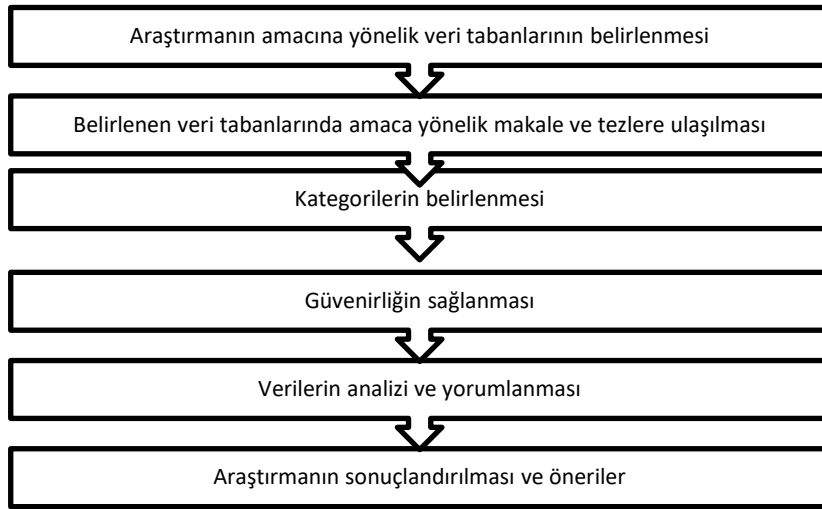 Araştırmanın amacına yönelik veri tabanlarının belirlenmesi
Belirlenen veri tabanlarında amaca yönelik makale ve tezlere ulaşılması
Kategorilerin belirlenmesi
Güvenirliğin sağlanması
Verilerin analizi ve yorumlanması
Araştırmanın sonuçlandırılması ve öneriler